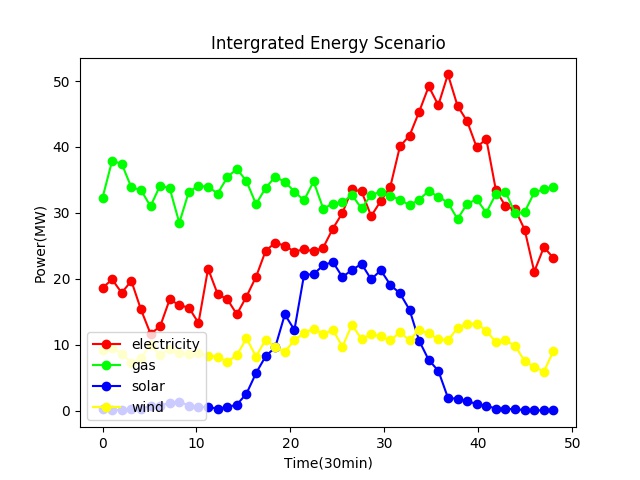 Intergrated Energy Scenario
Power(MW)
50
40
30
20
10
0
electricity
gas
solar
wind
0 10 20 30 40 50
Time(30min)